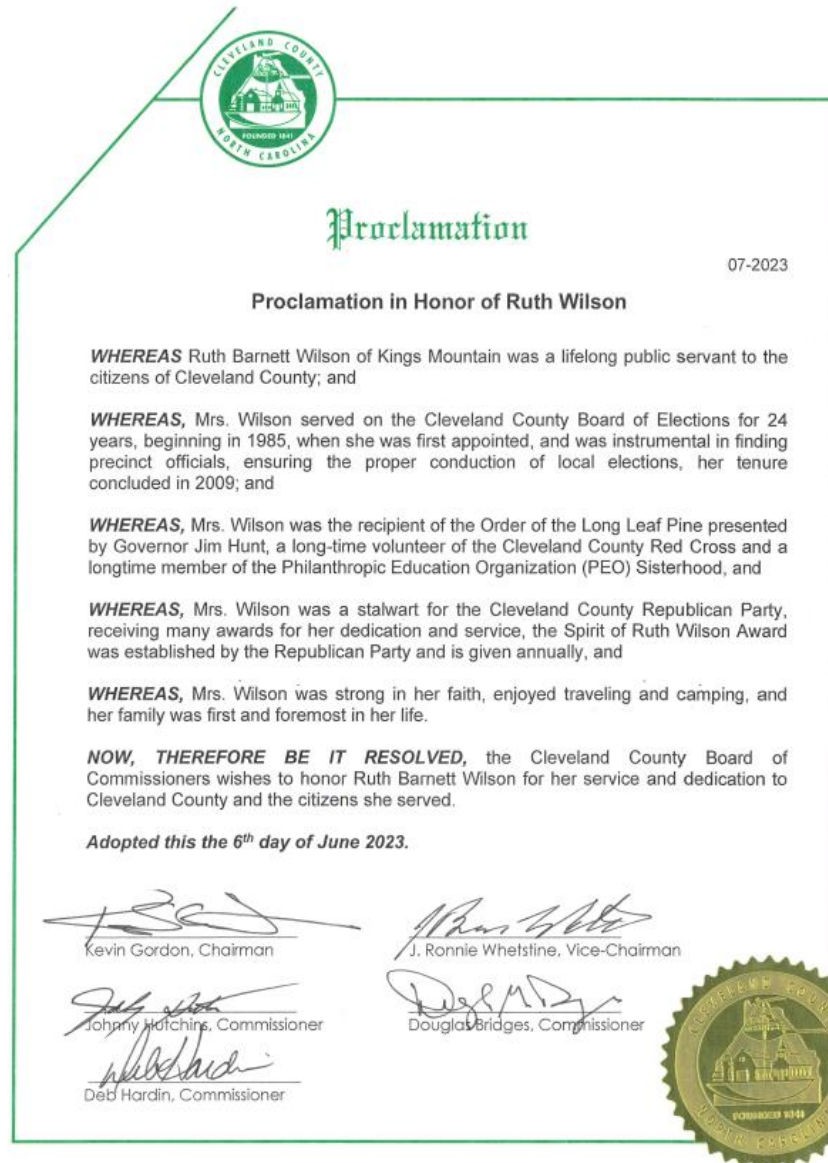 CLEVELAND COUNTY
FOUNDED 1841
NORTH CAROLINA
Proclamation
07-2023
Proclamation in Honor of Ruth Wilson
WHEREAS Ruth Barnett Wilson of Kings Mountain was a lifelong public servant to the
citizens of Cleveland County; and
WHEREAS, Mrs. Wilson served on the Cleveland County Board of Elections for 24
years, beginning in 1985, when she was first appointed, and was instrumental in finding
precinct officials, ensuring the proper conduction of local elections, her tenure
concluded in 2009; and
WHEREAS, Mrs. Wilson was the recipient of the Order of the Long Leaf Pine presented
by Governor Jim Hunt, a long-time volunteer of the Cleveland County Red Cross and a
longtime member of the Philanthropic Education Organization (PEO) Sisterhood, and
WHEREAS, Mrs. Wilson was a stalwart for the Cleveland County Republican Party,
receiving many awards for her dedication and service, the Spirit of Ruth Wilson Award
was established by the Republican Party and is given annually, and
WHEREAS, Mrs. Wilson was strong in her faith, enjoyed traveling and camping, and
her family was first and foremost in her life.
NOW, THEREFORE BE IT RESOLVED, the Cleveland County Board of
Commissioners wishes to honor Ruth Barnett Wilson for her service and dedication to
Cleveland County and the citizens she served.
Adopted this the 6th day of June 2023.
Kevin Gordon, Chairman
J. Ronnie Whetstine, Vice-Chairman
Johnny Hutchins, Commissioner
Douglas Bridges, Commissioner
Deb Hardin
Deb Hardin, Commissioner
CLEVELAND COUN
FOUNDED 1841
NORTH CAROLINA